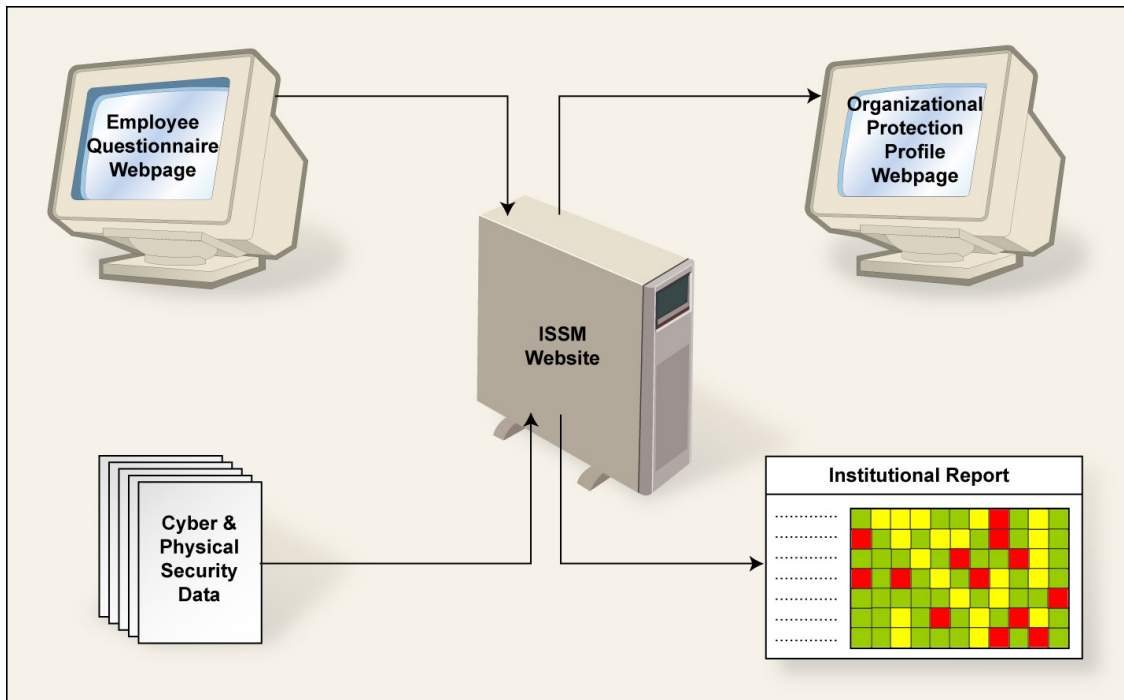 Employee
Questionnaire
Webpage
Organizational
Protection
Profile
Webpage
ISSM
Website
Cyber &
Physical
Security
Data
Institutional Report